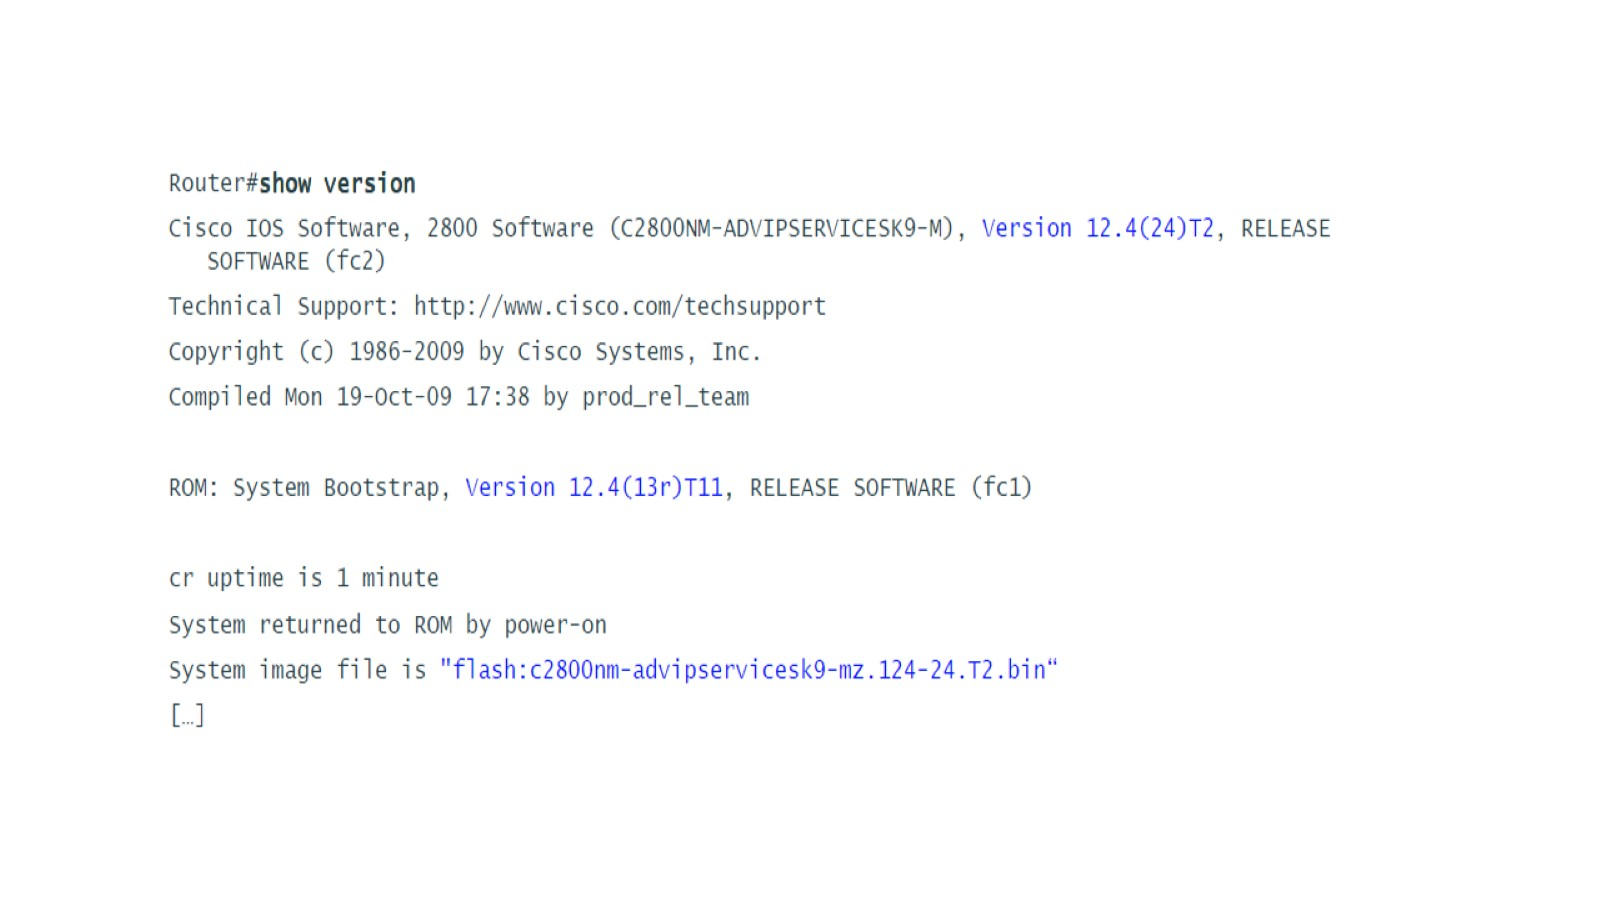 Router#show version
Cisco IOS Software, 2800 Software (C2800NM-ADVIPSERVICESK9-M), Version 12.4(24)T2, RELEASE
SOFTWARE (fc2)
Technical Support: http://www.cisco.com/techsupport
Copyright (c) 1986-2009 by Cisco Systems, Inc.
Compiled Mon 19-Oct-09 17:38 by prod_rel_team
ROM: System Bootstrap, Version 12.4(13r)T11, RELEASE SOFTWARE (fc1)
cr uptime is 1 minute
System returned to ROM by power-on
System image file is "flash:c2800nm-advipservicesk9-mz.124-24.T2.bin“
[…]